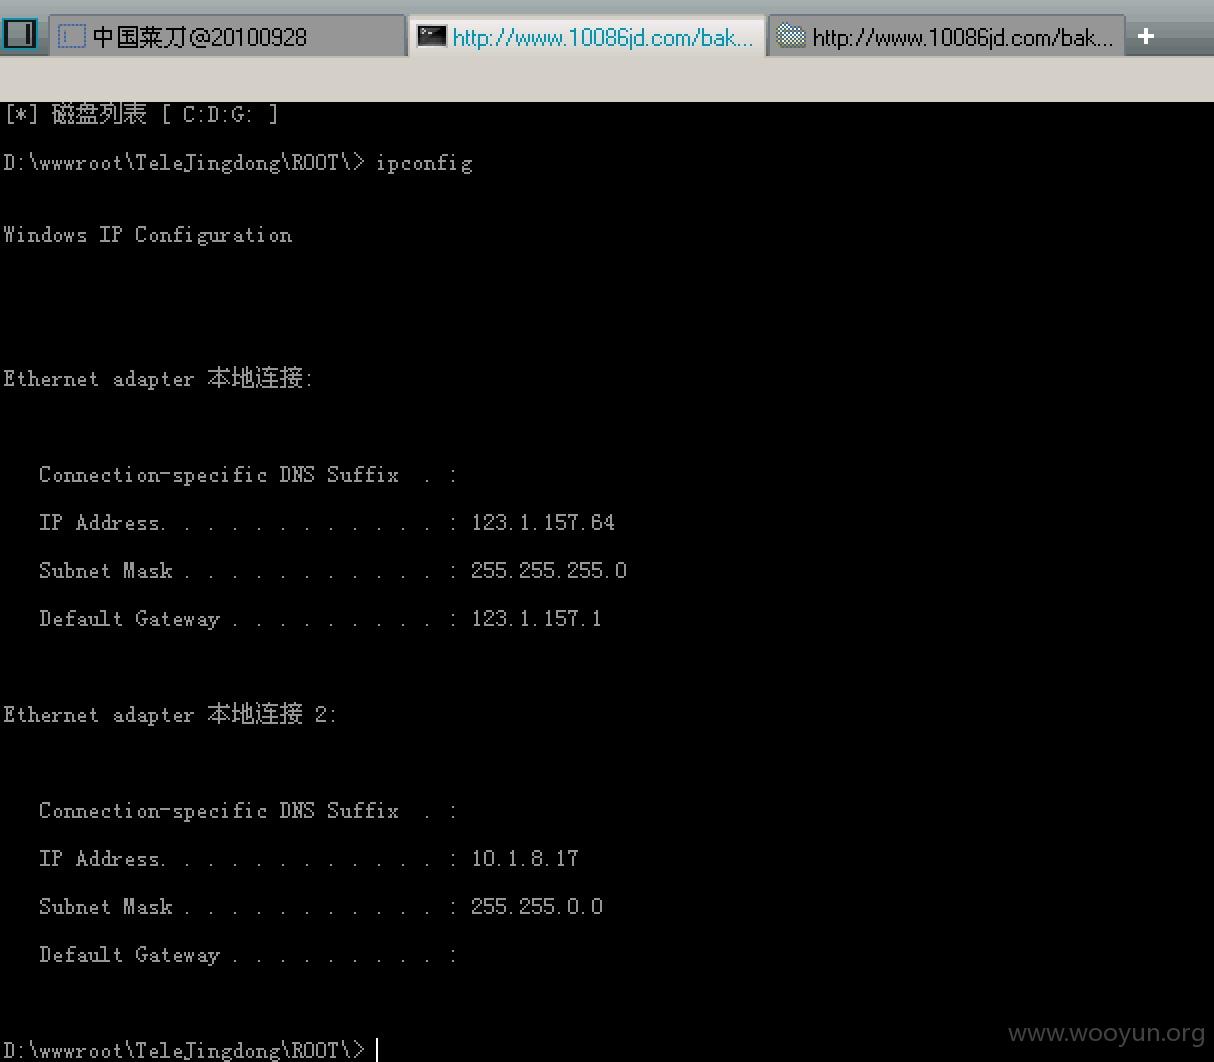 中国菜刀@20100928
http://www.10086jd.com/bak...
http://www.10086jd.com/bak...
[*] 磁盘列表 [ C:D:G: ]
D:\wwwroot\TeleJingdong\ROOT\> ipconfig
Windows IP Configuration
Ethernet adapter 本地连接:
Connection-specific DNS Suffix . :
IP Address. . . . . . . . . . . . : 123.1.157.64
Subnet Mask . . . . . . . . . . . : 255.255.255.0
Default Gateway . . . . . . . . . : 123.1.157.1
Ethernet adapter 本地连接 2:
Connection-specific DNS Suffix . :
IP Address. . . . . . . . . . . . : 10.1.8.17
Subnet Mask . . . . . . . . . . . : 255.255.0.0
Default Gateway . . . . . . . . . :
D:\wwwroot\TeleJingdong\ROOT\>
www.wooyun.org